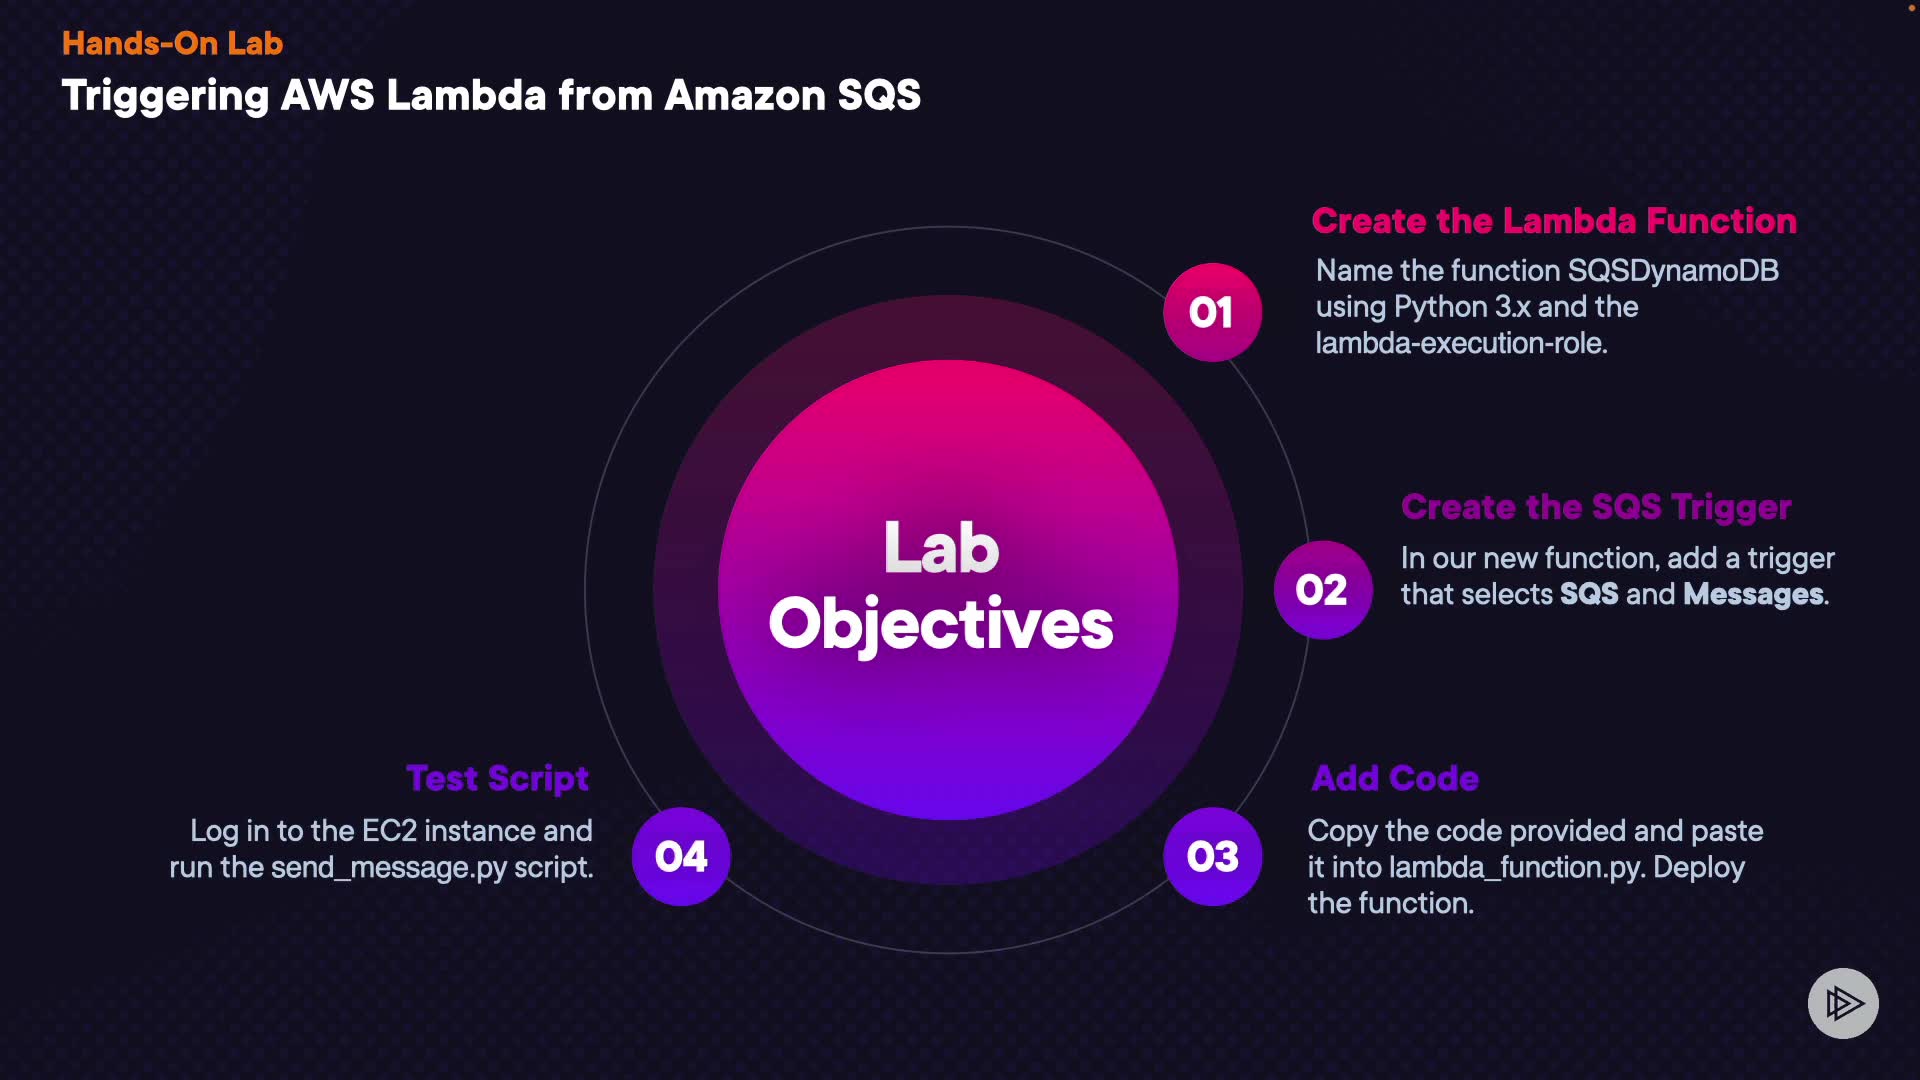 Hands-On Lab
Triggering AWS Lambda from Amazon SQS
Lab
Objectives
01
Create the Lambda Function
Name the function SQSDynamoDB
using Python 3.x and the
lambda-execution-role.
02
Create the SQS Trigger
In our new function, add a trigger
that selects SQS and Messages.
03
Add Code
Copy the code provided and paste
it into lambda_function.py. Deploy
the function.
04
Test Script
Log in to the EC2 instance and
run the send_message.py script.